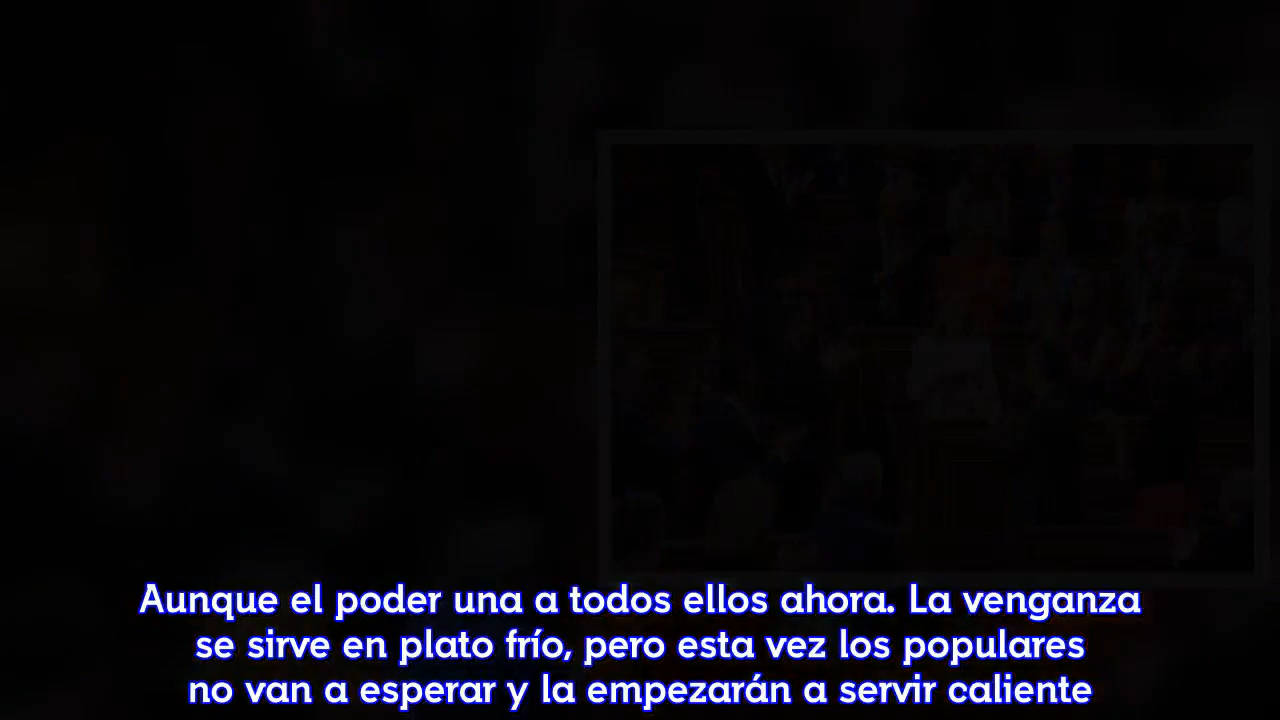 Aunque el poder una a todos ellos ahora. La venganza
se sirve en plato frío, pero esta vez los populares
no van a esperar y la empezarán a servir caliente